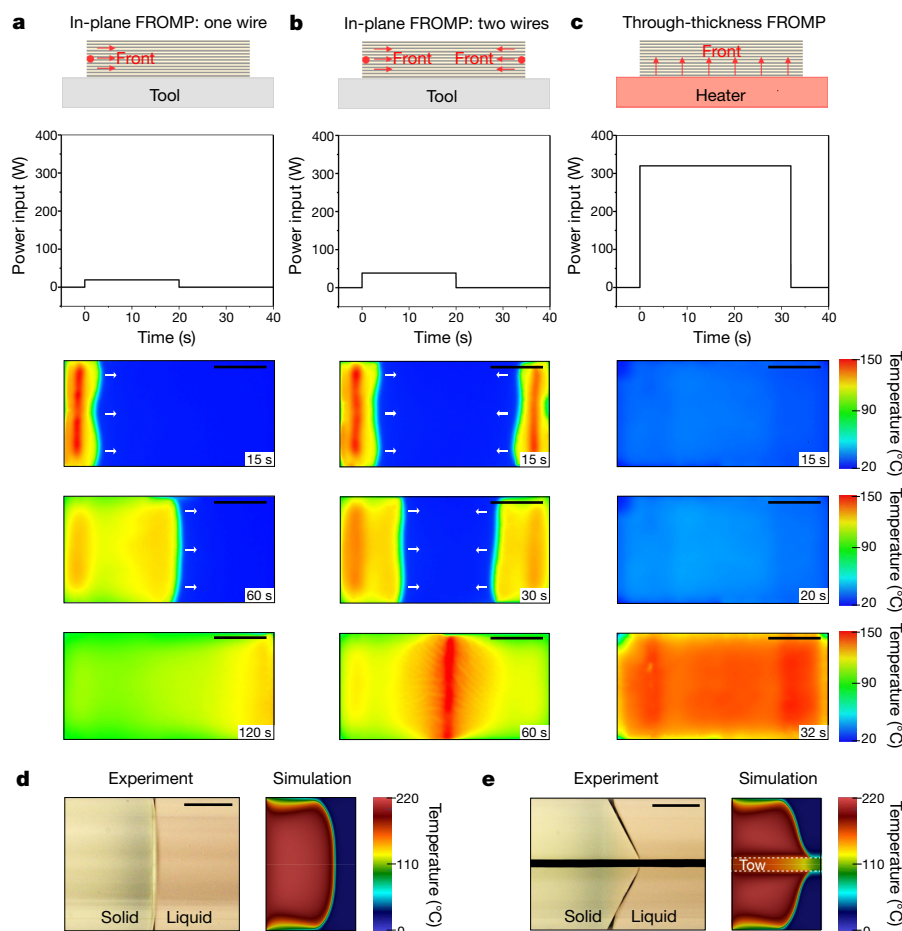 a In-plane FROMP: one wire
b In-plane FROMP: two wires
c Through-thickness FROMP
Front
Tool
Front Front
Tool
Front
Heater
Power input (W)
400
300
200
100
0
0 10 20 30 40
Time (s)
Power input (W)
400
300
200
100
0
0 10 20 30 40
Time (s)
Power input (W)
400
300
200
100
0
0 10 20 30 40
Time (s)
15 s
15 s
15 s
150
90
20
Temperature (°C)
60 s
30 s
20 s
150
90
20
Temperature (°C)
120 s
60 s
32 s
150
90
20
Temperature (°C)
d Experiment Simulation
Solid Liquid
220
110
0
Temperature (°C)
e Experiment Simulation
Solid Liquid
Tow
220
110
0
Temperature (°C)